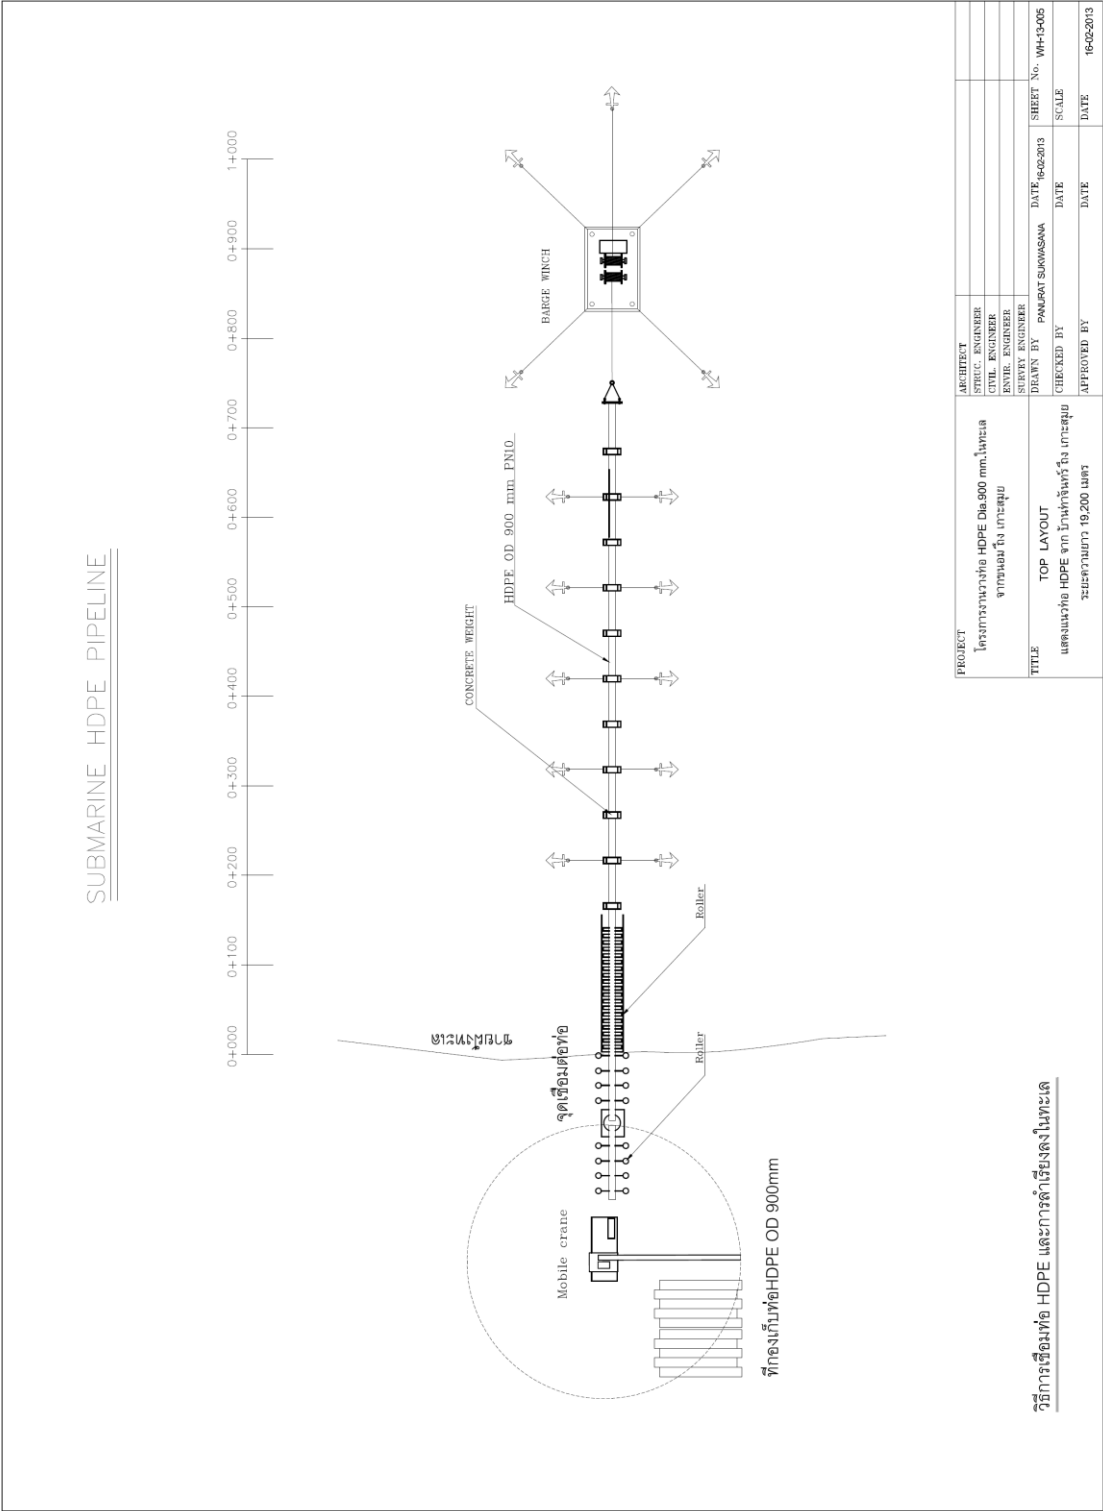 SUBMARINE HDPE PIPELINE
0+000
0+100
0+200
0+300
0+400
0+500
0+600
0+700
0+800
0+900
1+000
ชายฝั่งทะเล
CONCRETE WEIGHT
HDPE OD 900 mm PN10
BARGE WINCH
จุดเชื่อมต่อท่อ
Mobile crane
Roller
Roller
ที่กองเก็บท่อHDPE OD 900mm
วิธีการเชื่อมท่อ HDPE และการลำเรียงลงในทะเล
PROJECT
โครงการงานวางท่อ HDPE Dia.900 mm.ในทะเล
จากขนอม ถึง เกาะสมุย
TITLE
TOP LAYOUT
แสดงแนวท่อ HDPE จาก บ้านท่าจันทร์ ถึง เกาะสมุย
ระยะความยาว 19,200 เมตร
ARCHITECT
STRUC. ENGINEER
CIVIL. ENGINEER
ENVIR. ENGINEER
SURVEY ENGINEER
DRAWN BY PANURAT SUKWASANA DATE 16-02-2013 SHEET No. WH-13-005
CHECKED BY DATE SCALE
APPROVED BY DATE DATE 16-02-2013